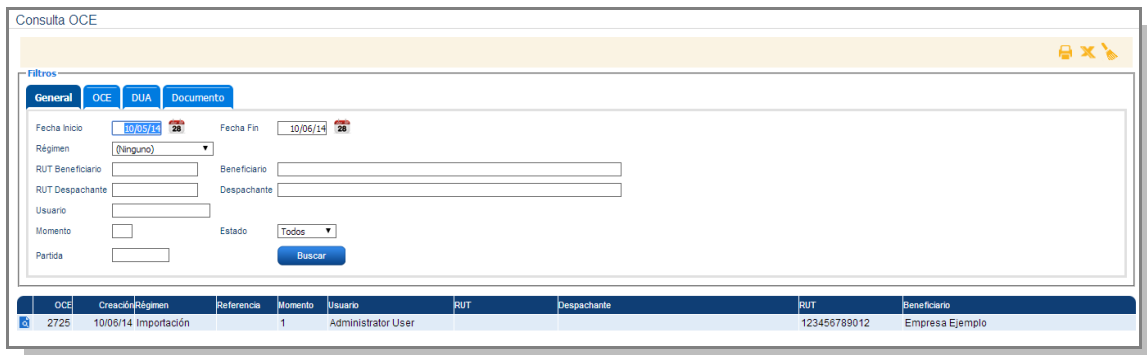 Consulta OCE
Filtros
General OCE DUA Documento
Fecha Inicio 10/05/14 28 Fecha Fin 10/06/14 28
Régimen (Ninguno)
RUT Beneficiario Beneficiario
RUT Despachante Despachante
Usuario
Momento Estado Todos
Partida Buscar
OCE Creación Régimen Referencia Momento Usuario RUT Despachante RUT Beneficiario
2725 10/06/14 Importación 1 Administrator User 123456789012 Empresa Ejemplo